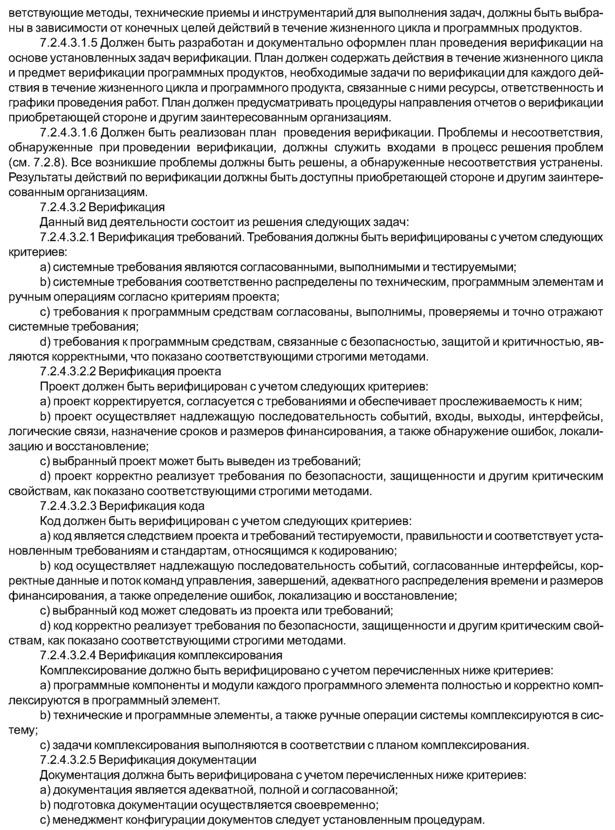 ветствующие методы, технические приемы и инструментарий для выполнения задач, должны быть выбра-
ны в зависимости от конечных целей действий в течение жизненного цикла и программных продуктов.
7.2.4.3.1.5 Должен быть разработан и документально оформлен план проведения верификации на
основе установленных задач верификации. План должен содержать действия в течение жизненного цикла
и предмет верификации программных продуктов, необходимые задачи по верификации для каждого дей-
ствия в течение жизненного цикла и программного продукта, связанные с ними ресурсы, ответственность и
графики проведения работ. План должен предусматривать процедуры направления отчетов о верификации
приобретающей стороне и другим заинтересованным организациям.
7.2.4.3.1.6 Должен быть реализован план проведения верификации. Проблемы и несоответствия,
обнаруженные при проведении верификации, должны служить входами в процесс решения проблем
(см. 7.2.8). Все возникшие проблемы должны быть решены, а обнаруженные несоответствия устранены.
Результаты действий по верификации должны быть доступны приобретающей стороне и другим заинтере-
сованным организациям.
7.2.4.3.2 Верификация
Данный вид деятельности состоит из решения следующих задач:
7.2.4.3.2.1 Верификация требований. Требования должны быть верифицированы с учетом следующих
критериев:
a) системные требования являются согласованными, выполнимыми и тестируемыми;
b) системные требования соответственно распределены по техническим, программным элементам и
ручным операциям согласно критериям проекта;
c) требования к программным средствам согласованы, выполнимы, проверяемы и точно отражают
системные требования;
d) требования к программным средствам, связанные с безопасностью, защитой и критичностью, яв-
ляются корректными, что показано соответствующими строгими методами.
7.2.4.3.2.2 Верификация проекта
Проект должен быть верифицирован с учетом следующих критериев:
a) проект корректируется, согласуется с требованиями и обеспечивает прослеживаемость к ним;
b) проект осуществляет надлежащую последовательность событий, входы, выходы, интерфейсы,
логические связи, назначение сроков и размеров финансирования, а также обнаружение ошибок, локали-
зацию и восстановление;
c) выбранный проект может быть выведен из требований;
d) проект корректно реализует требования по безопасности, защищенности и другим критическим
свойствам, как показано соответствующими строгими методами.
7.2.4.3.2.3 Верификация кода
Код должен быть верифицирован с учетом следующих критериев:
a) код является следствием проекта и требований тестируемости, правильности и соответствует уста-
новленным требованиям и стандартам, относящимся к кодированию;
b) код осуществляет надлежащую последовательность событий, согласованные интерфейсы, кор-
ректные данные и поток команд управления, завершений, адекватного распределения времени и размеров
финансирования, а также определение ошибок, локализацию и восстановление;
c) выбранный код может следовать из проекта или требований;
d) код корректно реализует требования по безопасности, защищенности и другим критическим свой-
ствам, как показано соответствующими строгими методами.
7.2.4.3.2.4 Верификация комплексирования
Комплексирование должно быть верифицировано с учетом перечисленных ниже критериев:
a) программные компоненты и модули каждого программного элемента полностью и корректно комп-
лексируются в программный элемент.
b) технические и программные элементы, а также ручные операции системы комплексируются в сис-
тему;
c) задачи комплексирования выполняются в соответствии с планом комплексирования.
7.2.4.3.2.5 Верификация документации
Документация должна быть верифицирована с учетом перечисленных ниже критериев:
a) документация является адекватной, полной и согласованной;
b) подготовка документации осуществляется своевременно;
c) менеджмент конфигурации документов следует установленным процедурам.